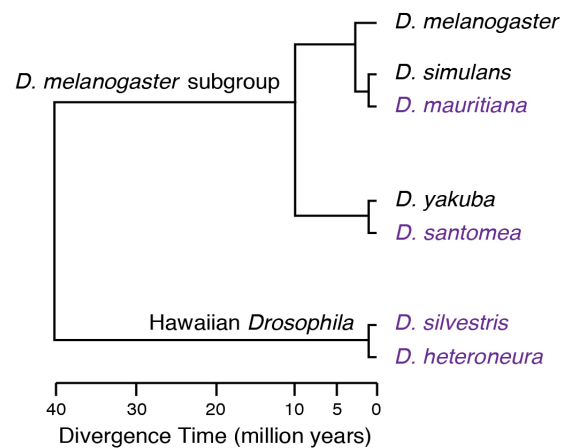 D. melanogaster
D. melanogaster subgroup
D. simulans
D. mauritiana
D. yakuba
D. santomea
Hawaiian Drosophila
D. silvestris
D. heteroneura
40 30 20 10 5 0
Divergence Time (million years)